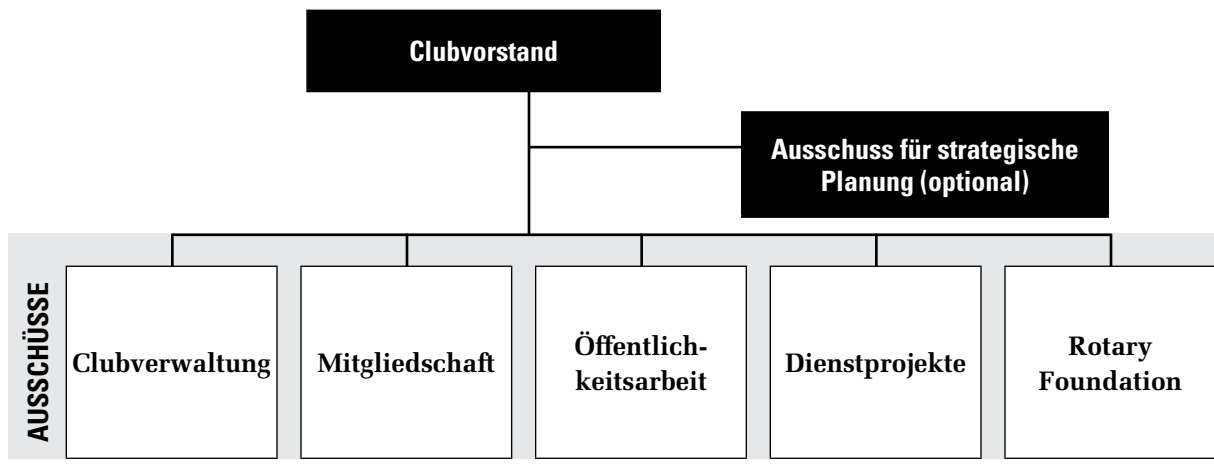 Clubvorstand
Ausschuss für strategische
Planung (optional)
AUSSCHÜSSE
Clubverwaltung
Mitgliedschaft
Öffentlich-
keitsarbeit
Dienstprojekte
Rotary
Foundation